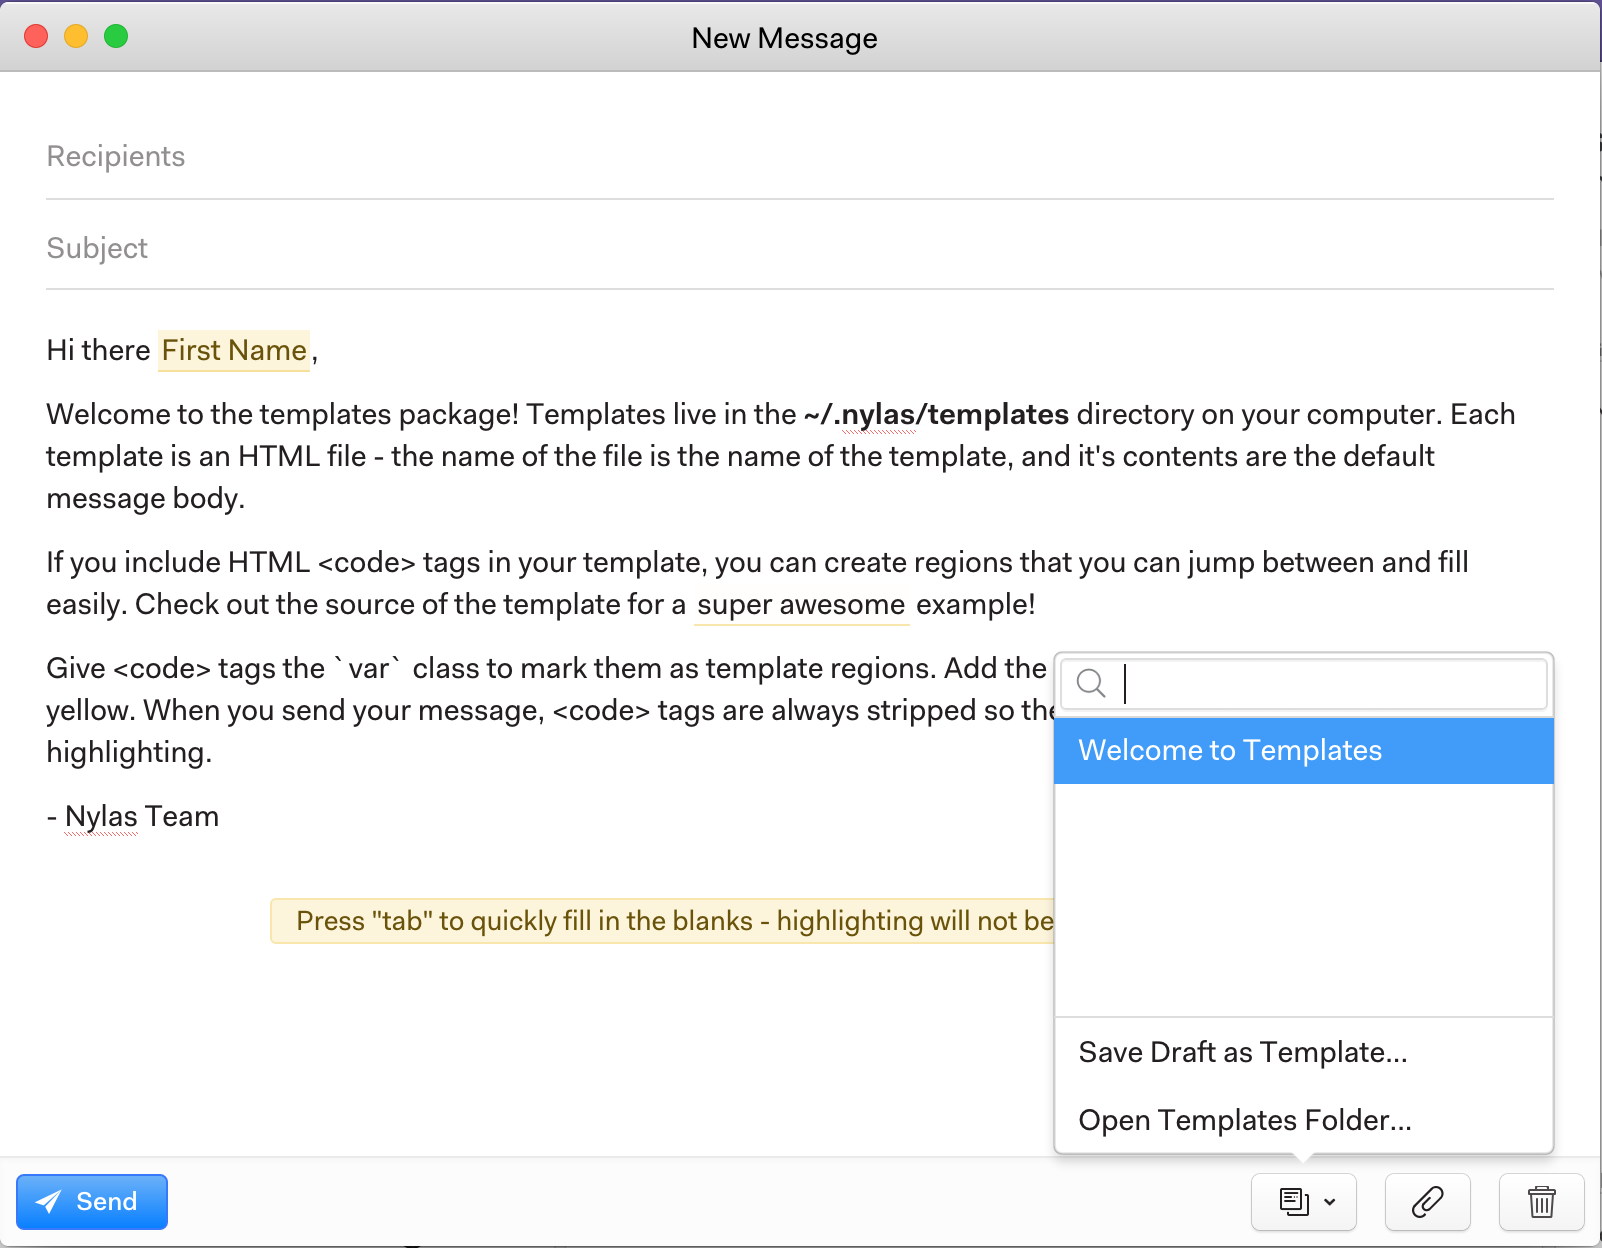 New Message
Recipients
Subject
Hi there First Name,
Welcome to the templates package! Templates live in the ~/.nylas/templates directory on your computer. Each
template is an HTML file - the name of the file is the name of the template, and it's contents are the default
message body.
If you include HTML <code> tags in your template, you can create regions that you can jump between and fill
easily. Check out the source of the template for a super awesome example!
Give <code> tags the `var` class to mark them as template regions. Add the
yellow. When you send your message, <code> tags are always stripped so
highlighting.
- Nylas Team
Press "tab" to quickly fill in the blanks - highlighting will not be
Welcome to Templates
Save Draft as Template...
Open Templates Folder...
Send